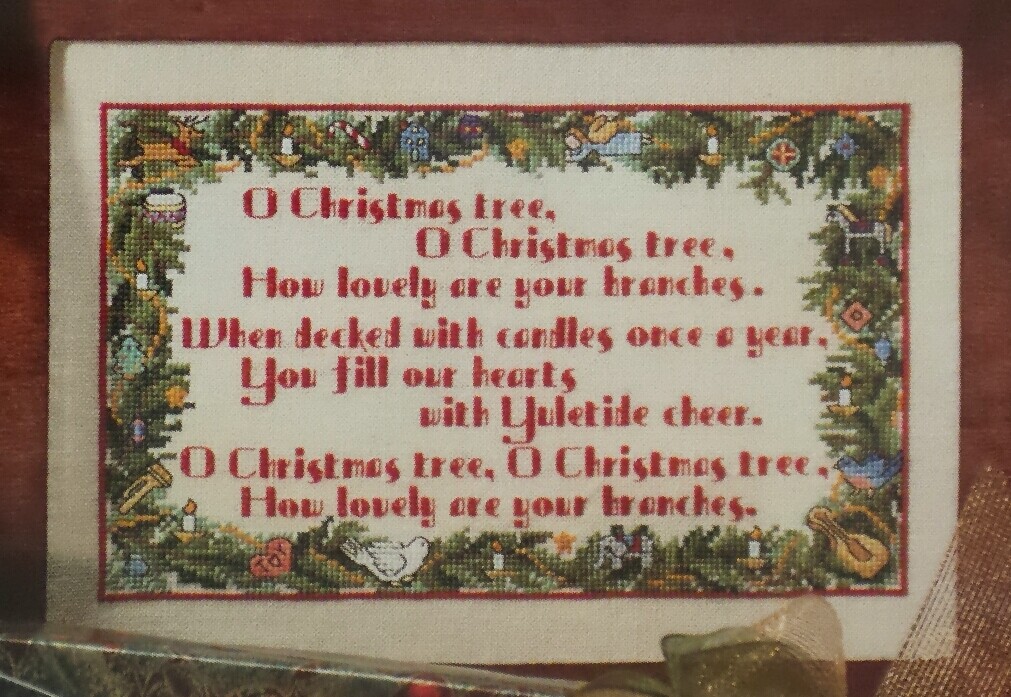 O Christmas tree,
O Christmas tree,
How lovely are your branches.
When decked with candles once a year,
You fill our hearts
with Yuletide cheer.
O Christmas tree, O Christmas tree,
How lovely are your branches.
JOY